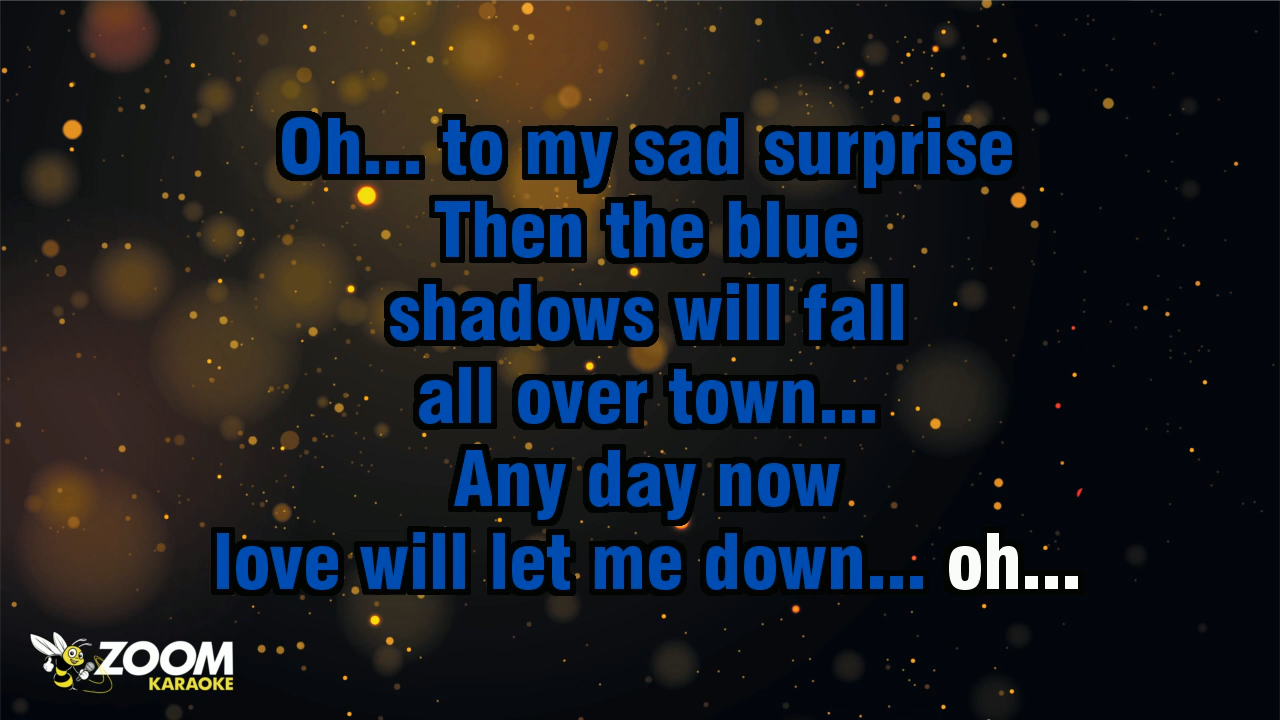 Oh... to my sad surprise
Then the blue
shadows will fall
all over town...
Any day now
love will let me down... oh...
ZOOM
KARAOKE